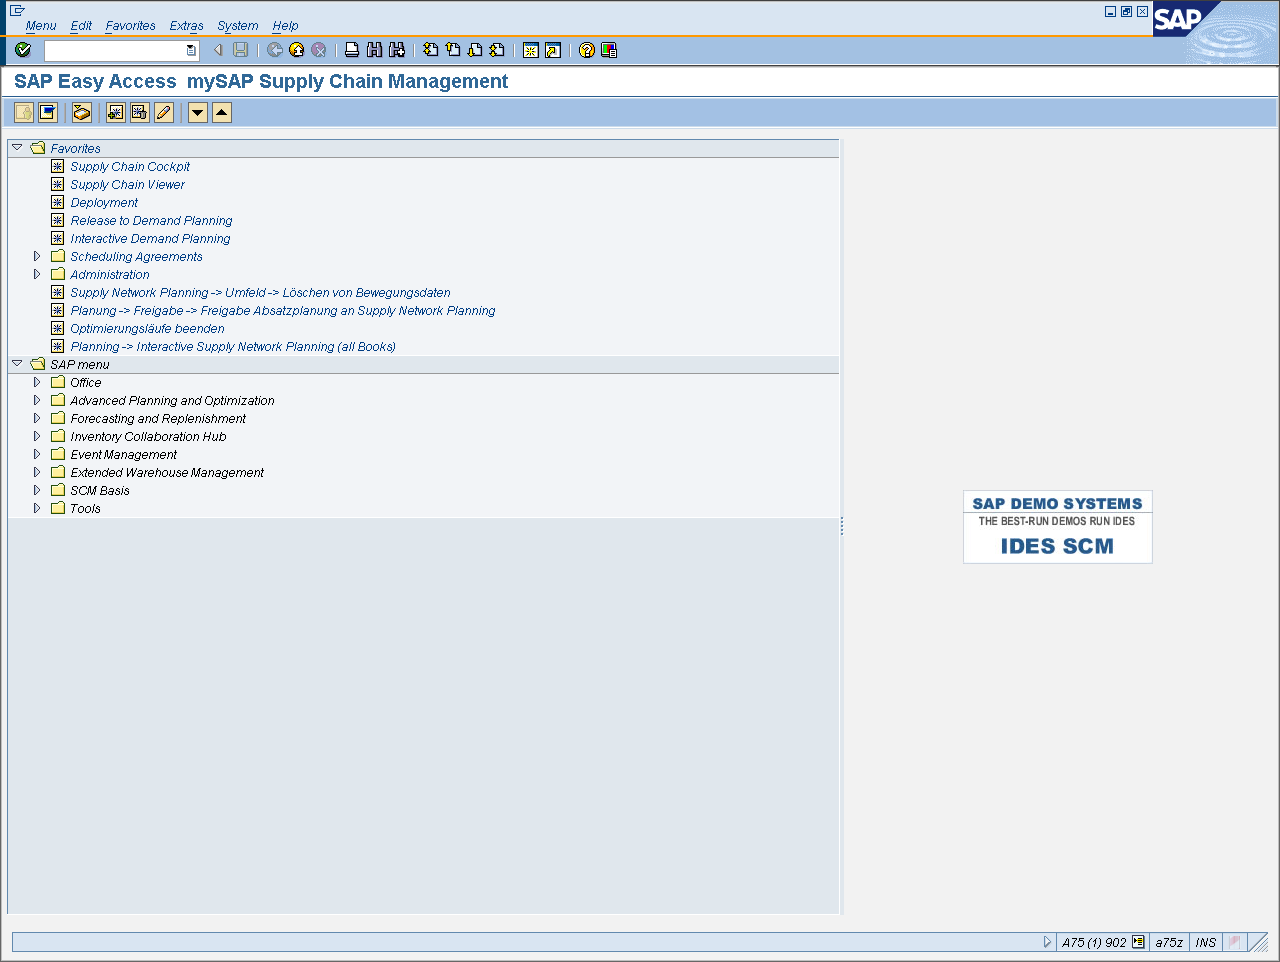 Menu Edit Favorites Extras System Help
SAP
SAP Easy Access mySAP Supply Chain Management
Favorites
Supply Chain Cockpit
Supply Chain Viewer
Deployment
Release to Demand Planning
Interactive Demand Planning
Scheduling Agreements
Administration
Supply Network Planning -> Umfeld -> Löschen von Bewegungsdaten
Planung -> Freigabe -> Freigabe Absatzplanung an Supply Network Planning
Optimierungsläufe beenden
Planning -> Interactive Supply Network Planning (all Books)
SAP menu
Office
Advanced Planning and Optimization
Forecasting and Replenishment
Inventory Collaboration Hub
Event Management
Extended Warehouse Management
SCM Basis
Tools
SAP DEMO SYSTEMS
THE BEST-RUN DEMOS RUN IDES
IDES SCM
A75 (1) 902 a75z INS